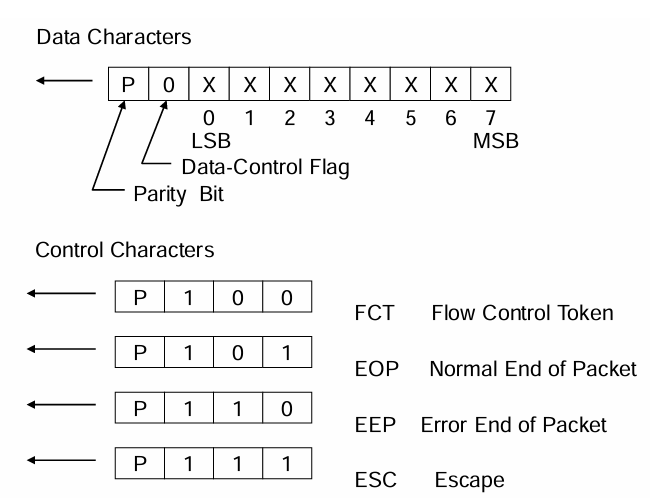 Data Characters
P 0 X X X X X X X X
0 1 2 3 4 5 6 7
LSB MSB
Data-Control Flag
Parity Bit
Control Characters
P 1 0 0
FCT Flow Control Token
P 1 0 1
EOP Normal End of Packet
P 1 1 0
EEP Error End of Packet
P 1 1 1
ESC Escape